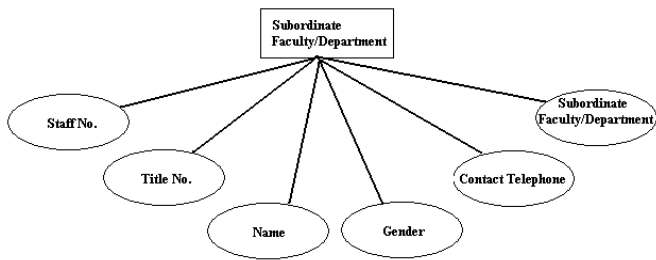 Subordinate
Faculty/Department
Staff No.
Title No.
Name
Gender
Contact Telephone
Subordinate
Faculty/Department